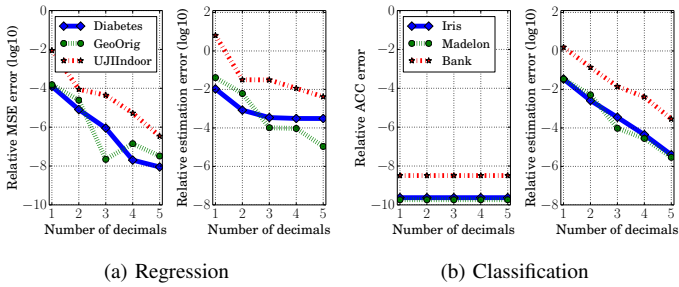 Relative MSE error (log10)
0
−2
−4
−6
−8
−10
1 2 3 4 5
Number of decimals
Diabetes
GeoOrig
UJIIndoor
Relative estimation error (log10)
2
0
−2
−4
−6
−8
1 2 3 4 5
Number of decimals
Relative ACC error
0
−2
−4
−6
−8
−10
1 2 3 4 5
Number of decimals
Iris
Madelon
Bank
Relative estimation error (log10)
2
0
−2
−4
−6
−8
1 2 3 4 5
Number of decimals
(a) Regression
(b) Classification